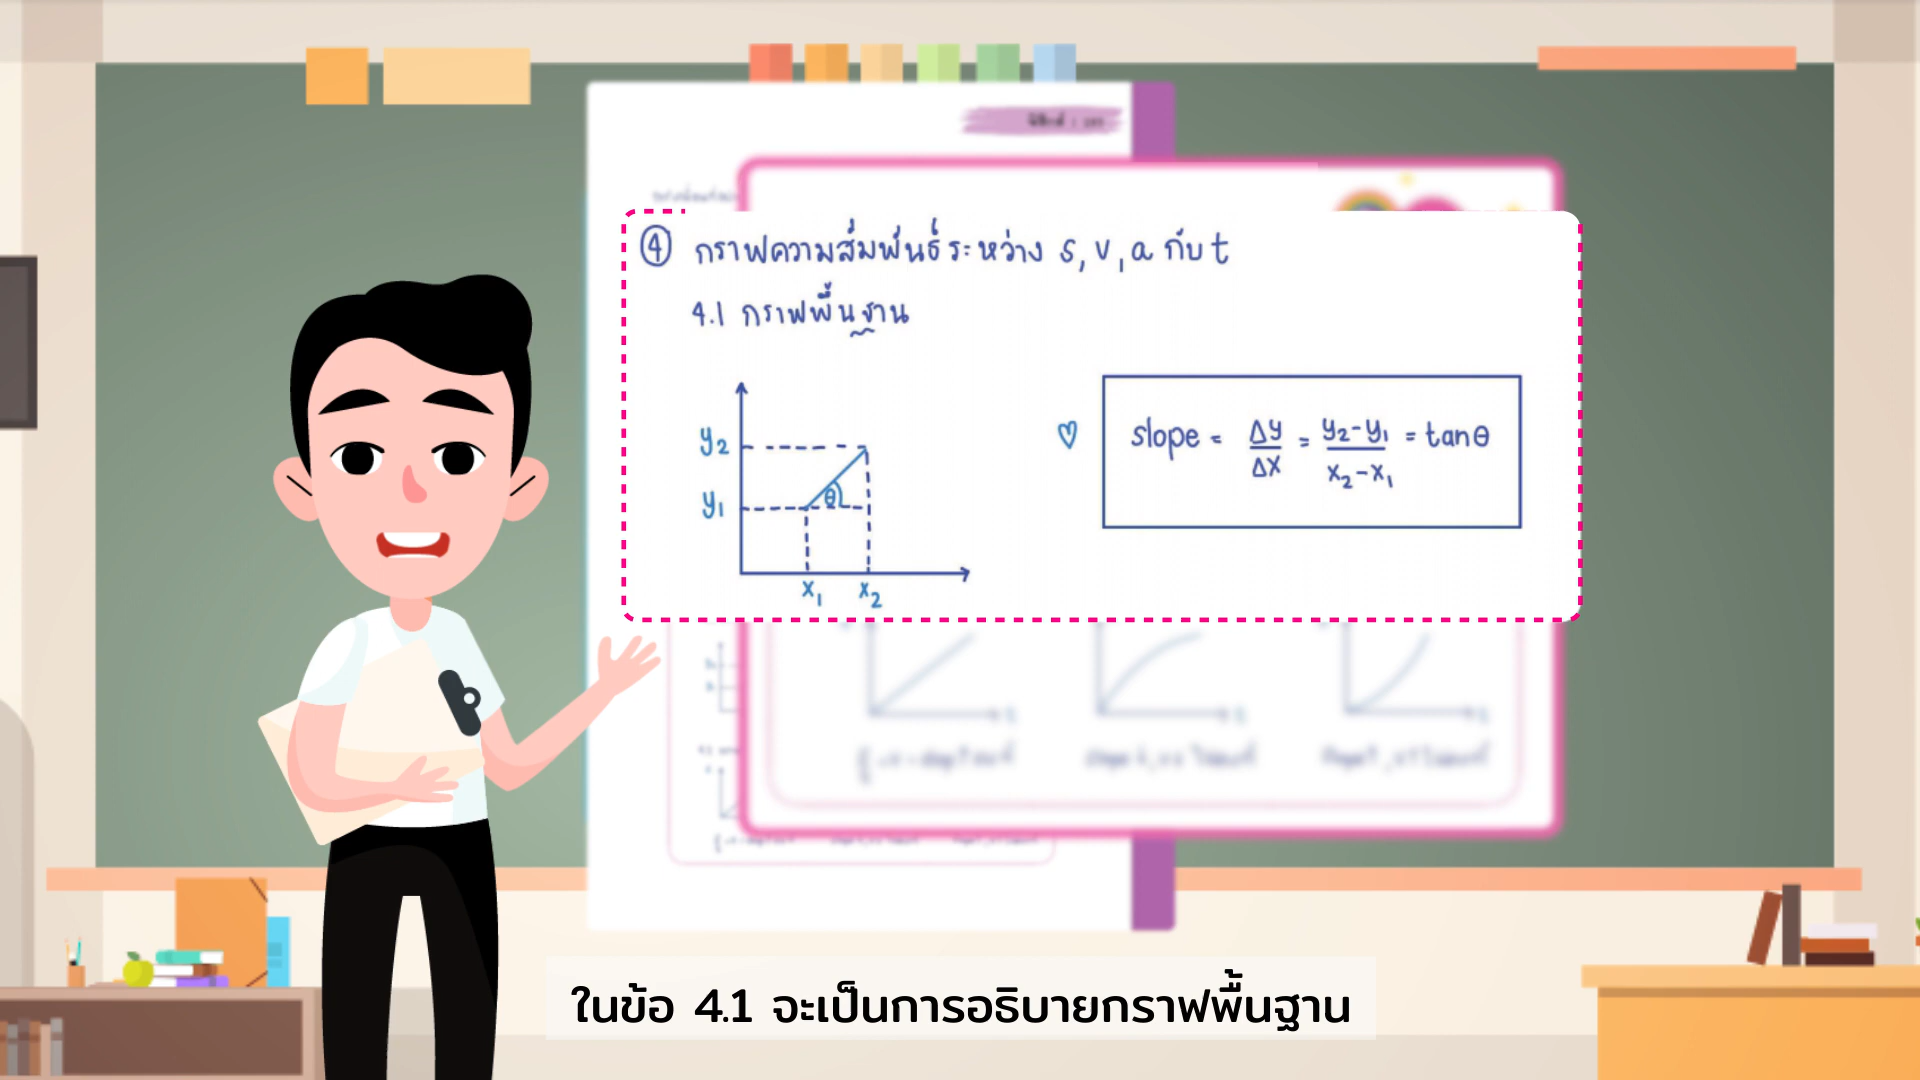 ④ กราฟความสัมพันธ์ระหว่าง s, v, a กับ t
4.1 กราฟพื้นฐาน
y2
y1
θ
x1 x2
♡ slope = Δy/Δx = y2-y1/x2-x1 = tanθ
ในข้อ 4.1 จะเป็นการอธิบายกราฟพื้นฐาน